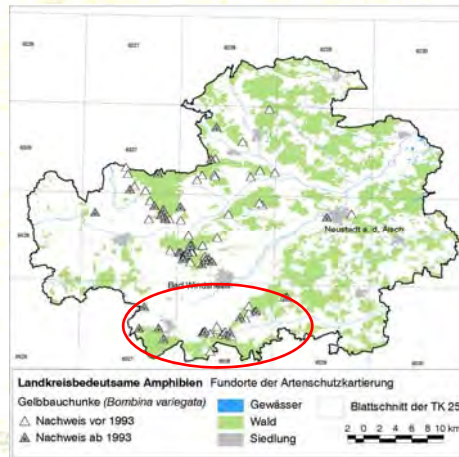 Neustadt a. d. Aisch
Bad Windsheim
Landkreisbedeutsame Amphibien Fundorte der Artenschutzkartierung
Gelbbauchunke (Bombina variegata)
Nachweis vor 1993
Nachweis ab 1993
Gewässer
Wald
Siedlung
Blattschnitt der TK 25
2 0 2 4 6 8 10 km